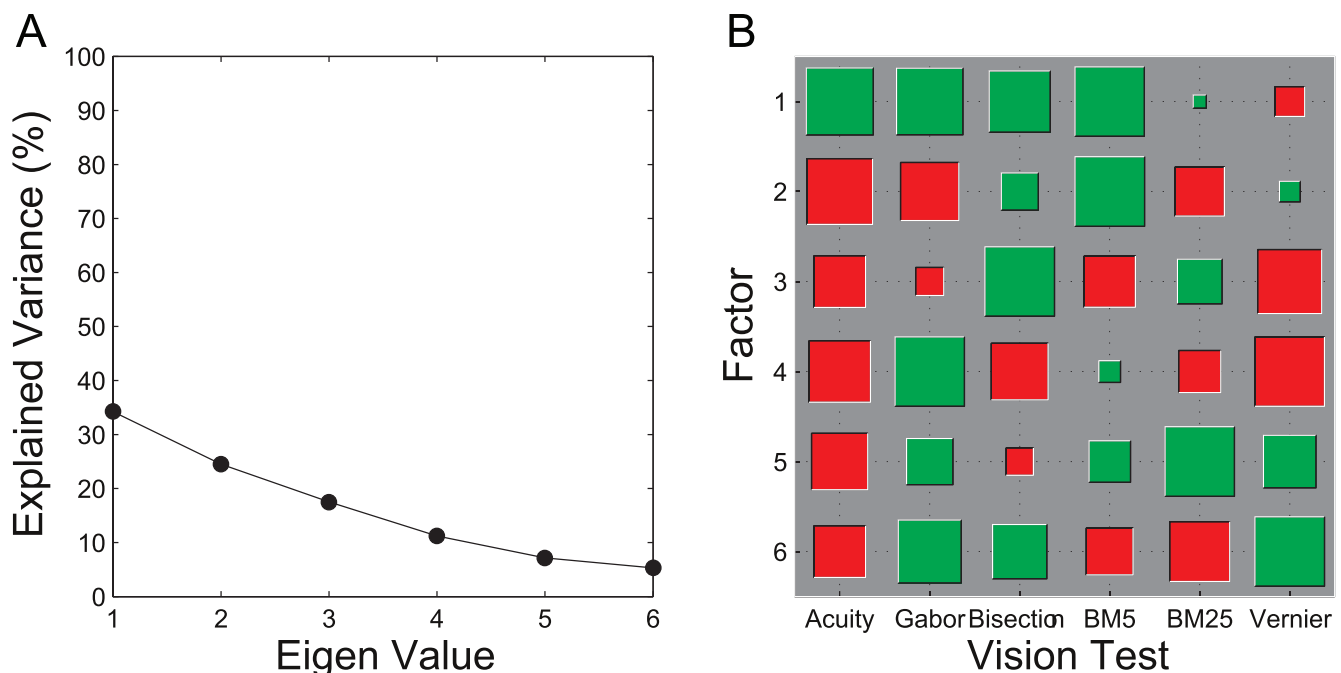 A
100
90
80
70
60
50
40
30
20
10
0
1 2 3 4 5 6
Explained Variance (%)
Eigen Value
B
1
2
3
4
5
6
Factor
Acuity Gabor Bisection BM5 BM25 Vernier
Vision Test